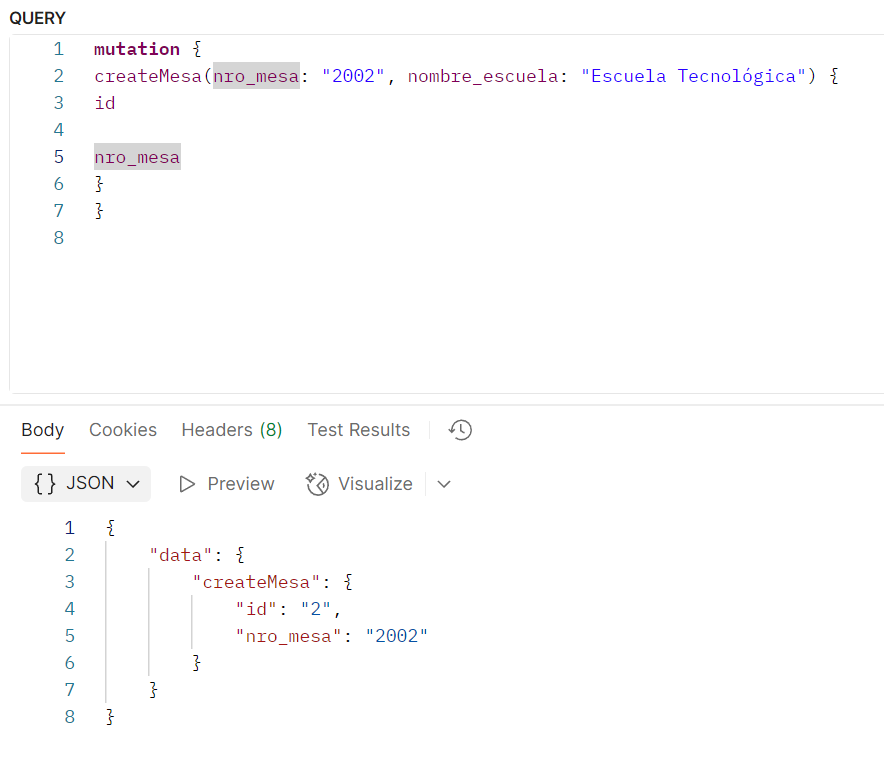 QUERY
1 mutation {
2 createMesa(nro_mesa: "2002", nombre_escuela: "Escuela Tecnológica") {
3 id
4
5 nro_mesa
6 }
7 }
8
Body Cookies Headers (8) Test Results
{} JSON Preview Visualize
1 {
2 "data": {
3 "createMesa": {
4 "id": "2",
5 "nro_mesa": "2002"
6 }
7 }
8 }